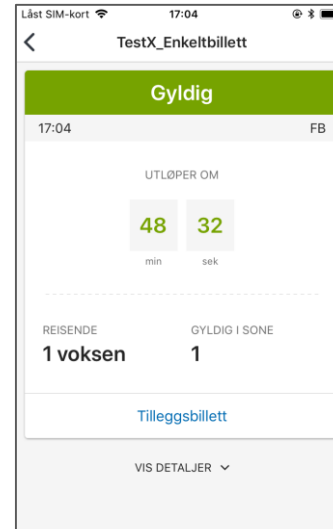 Låst SIM-kort 17:04
TestX_Enkeltbillett
Gyldig
17:04 FB
UTLØPER OM
48 32
min sek
REISENDE GYLDIG I SONE
1 voksen 1
Tilleggsbillett
VIS DETALJER